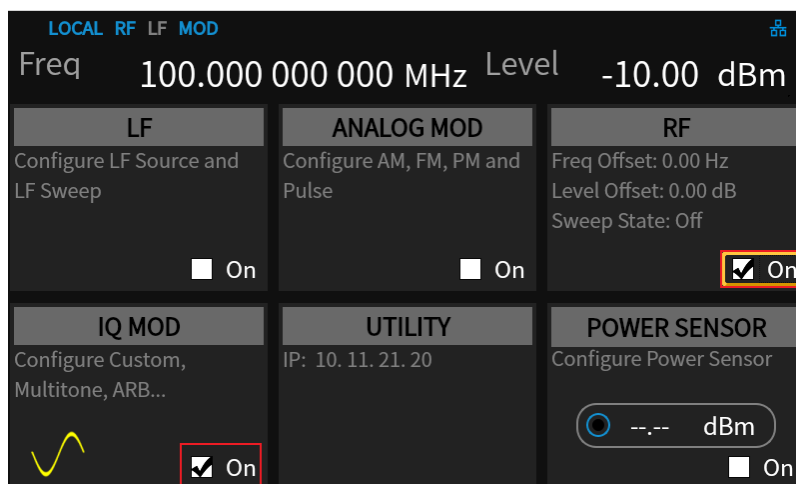 LOCAL RF LF MOD
Freq 100.000 000 000 MHz Level -10.00 dBm
LF
Configure LF Source and
LF Sweep
On
ANALOG MOD
Configure AM, FM, PM and
Pulse
On
RF
Freq Offset: 0.00 Hz
Level Offset: 0.00 dB
Sweep State: Off
On
IQ MOD
Configure Custom,
Multitone, ARB...
On
UTILITY
IP: 10. 11. 21. 20
POWER SENSOR
Configure Power Sensor
--.-- dBm
On